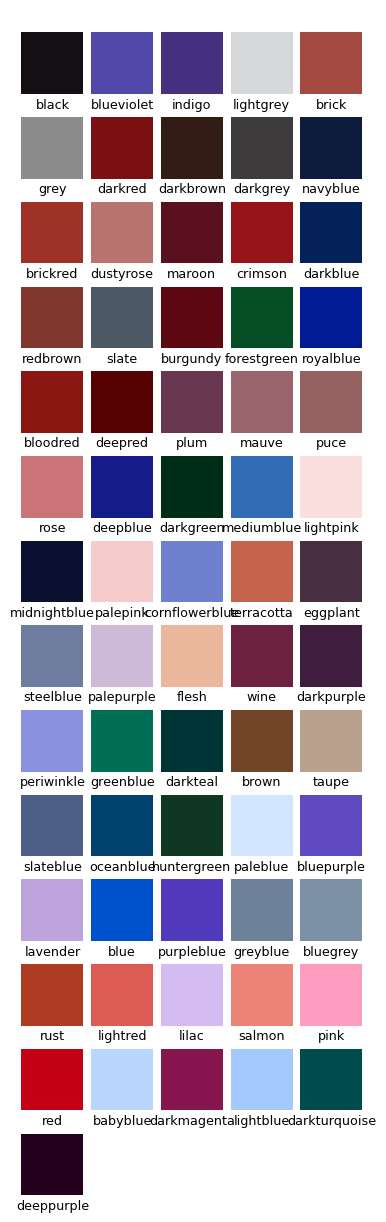 black blueviolet indigo lightgrey brick
grey darkred darkbrown darkgrey navyblue
brickred dustyrose maroon crimson darkblue
redbrown slate burgundy forestgreen royalblue
bloodred deepred plum mauve puce
rose deepblue darkgreen mediumblue lightpink
midnightblue palepink cornflowerblue terracotta eggplant
steelblue palepurple flesh wine darkpurple
periwinkle greenblue darkteal brown taupe
slateblue oceanblue huntergreen paleblue bluepurple
lavender blue purpleblue greyblue bluegrey
rust lightred lilac salmon pink
red babyblue darkmagenta lightblue darkturquoise
deeppurple